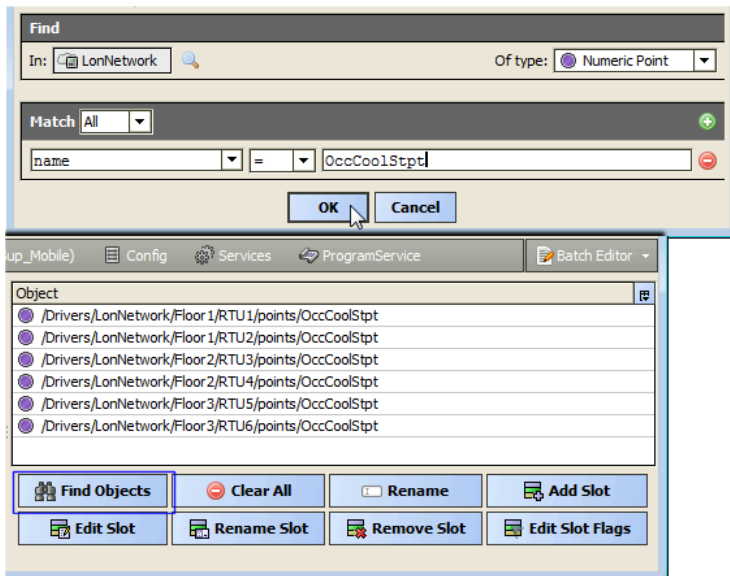 Find
In: LonNetwork Of type: Numeric Point
Match All
name = OccCoolStpt
OK Cancel
up_Mobile) Config Services ProgramService Batch Editor
Object
/Drivers/LonNetwork/Floor1/RTU1/points/OccCoolStpt
/Drivers/LonNetwork/Floor1/RTU2/points/OccCoolStpt
/Drivers/LonNetwork/Floor2/RTU3/points/OccCoolStpt
/Drivers/LonNetwork/Floor2/RTU4/points/OccCoolStpt
/Drivers/LonNetwork/Floor3/RTU5/points/OccCoolStpt
/Drivers/LonNetwork/Floor3/RTU6/points/OccCoolStpt
Find Objects Clear All Rename Add Slot
Edit Slot Rename Slot Remove Slot Edit Slot Flags